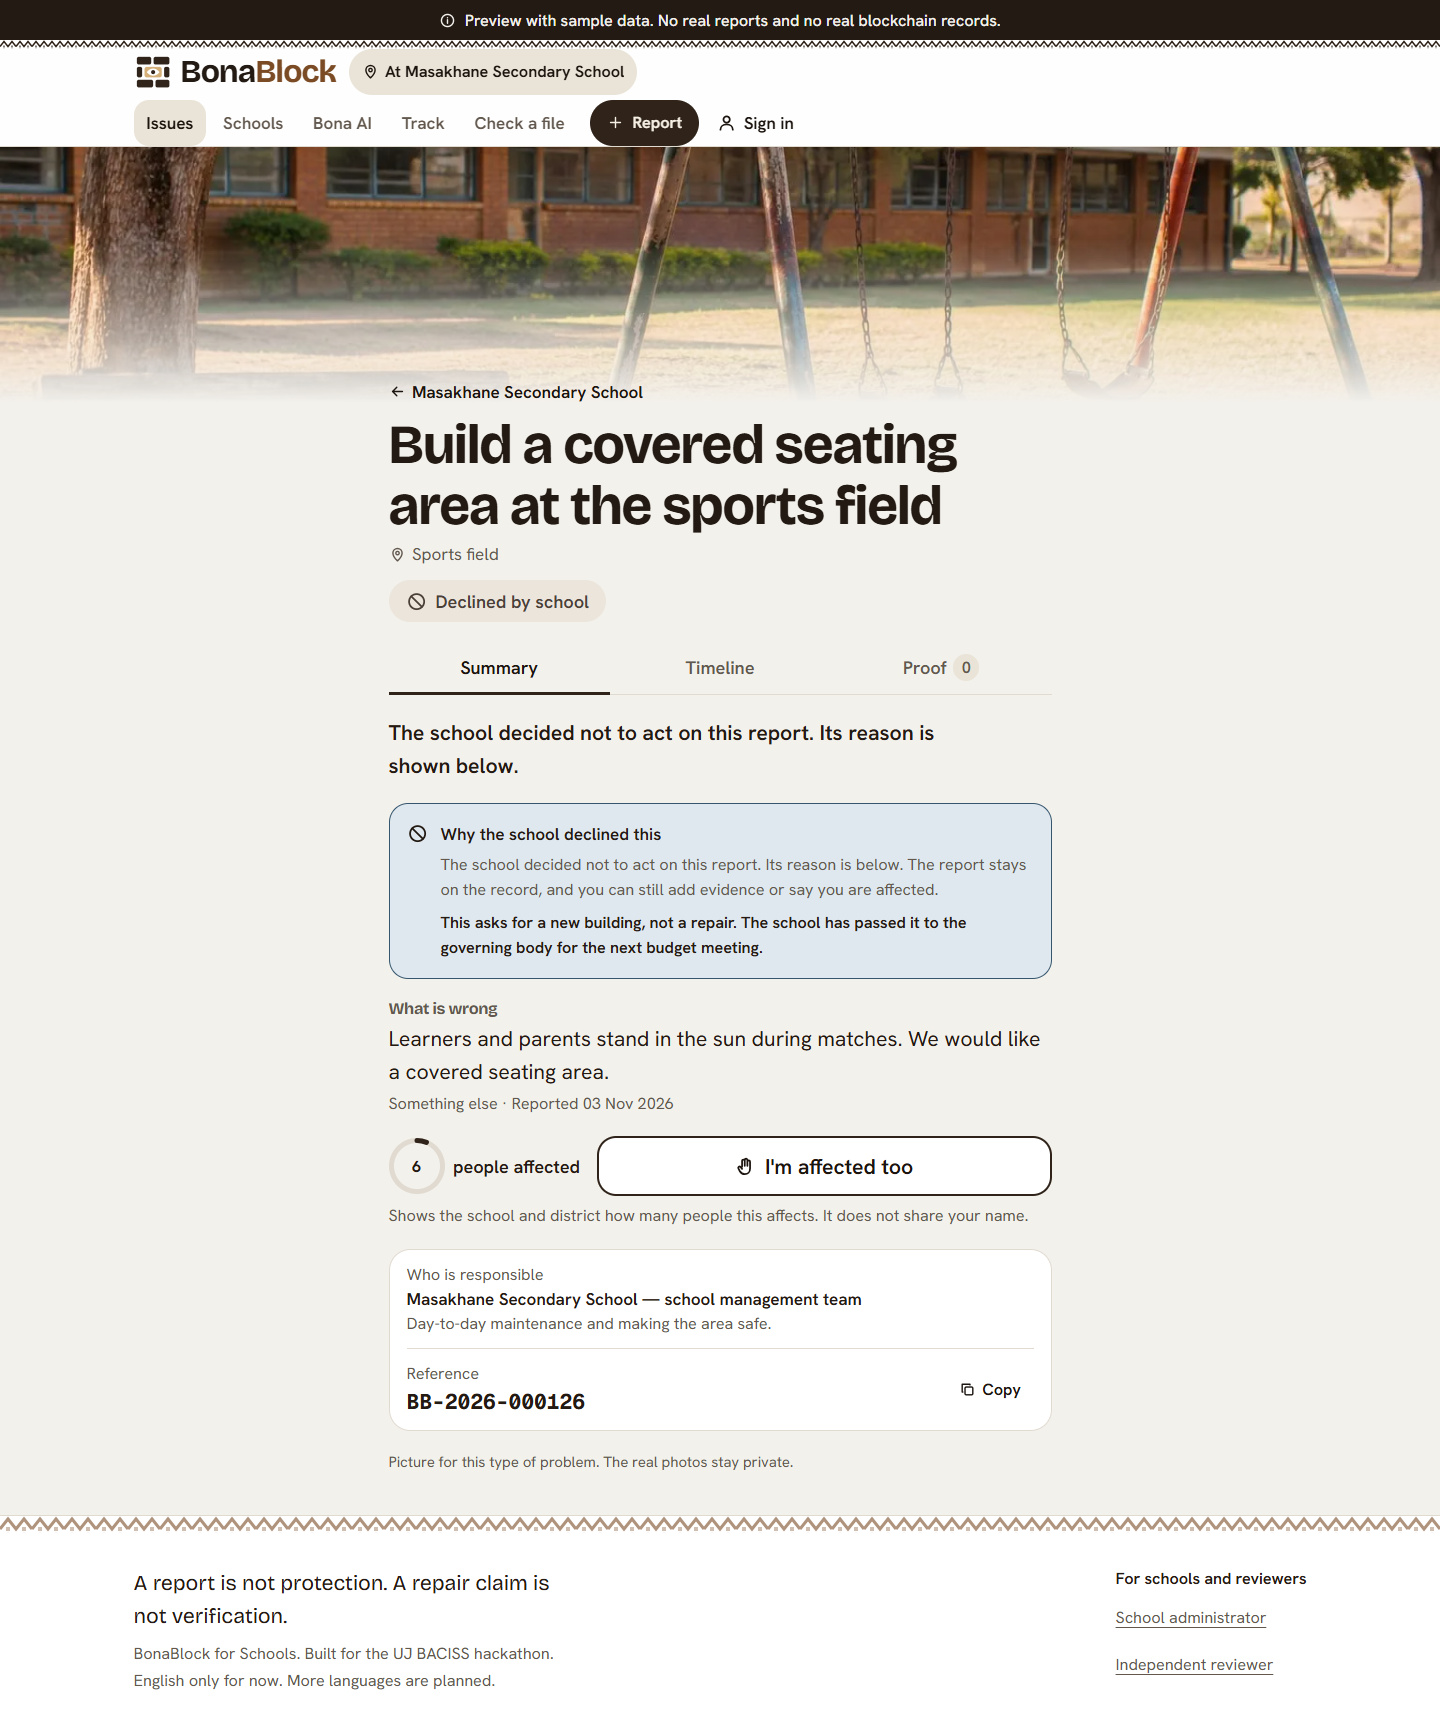 Preview with sample data. No real reports and no real blockchain records.
BonaBlock
At Masakhane Secondary School
Issues
Schools
Bona AI
Track
Check a file
Report
Sign in
Masakhane Secondary School
Build a covered seating
area at the sports field
Sports field
Declined by school
Summary
Timeline
Proof 0
The school decided not to act on this report. Its reason is
shown below.
Why the school declined this
The school decided not to act on this report. Its reason is below. The report stays
on the record, and you can still add evidence or say you are affected.
This asks for a new building, not a repair. The school has passed it to the
governing body for the next budget meeting.
What is wrong
Learners and parents stand in the sun during matches. We would like
a covered seating area.
Something else · Reported 03 Nov 2026
6 people affected
I'm affected too
Shows the school and district how many people this affects. It does not share your name.
Who is responsible
Masakhane Secondary School — school management team
Day-to-day maintenance and making the area safe.
Reference
BB-2026-000126
Copy
Picture for this type of problem. The real photos stay private.
A report is not protection. A repair claim is
not verification.
BonaBlock for Schools. Built for the UJ BACISS hackathon.
English only for now. More languages are planned.
For schools and reviewers
School administrator
Independent reviewer